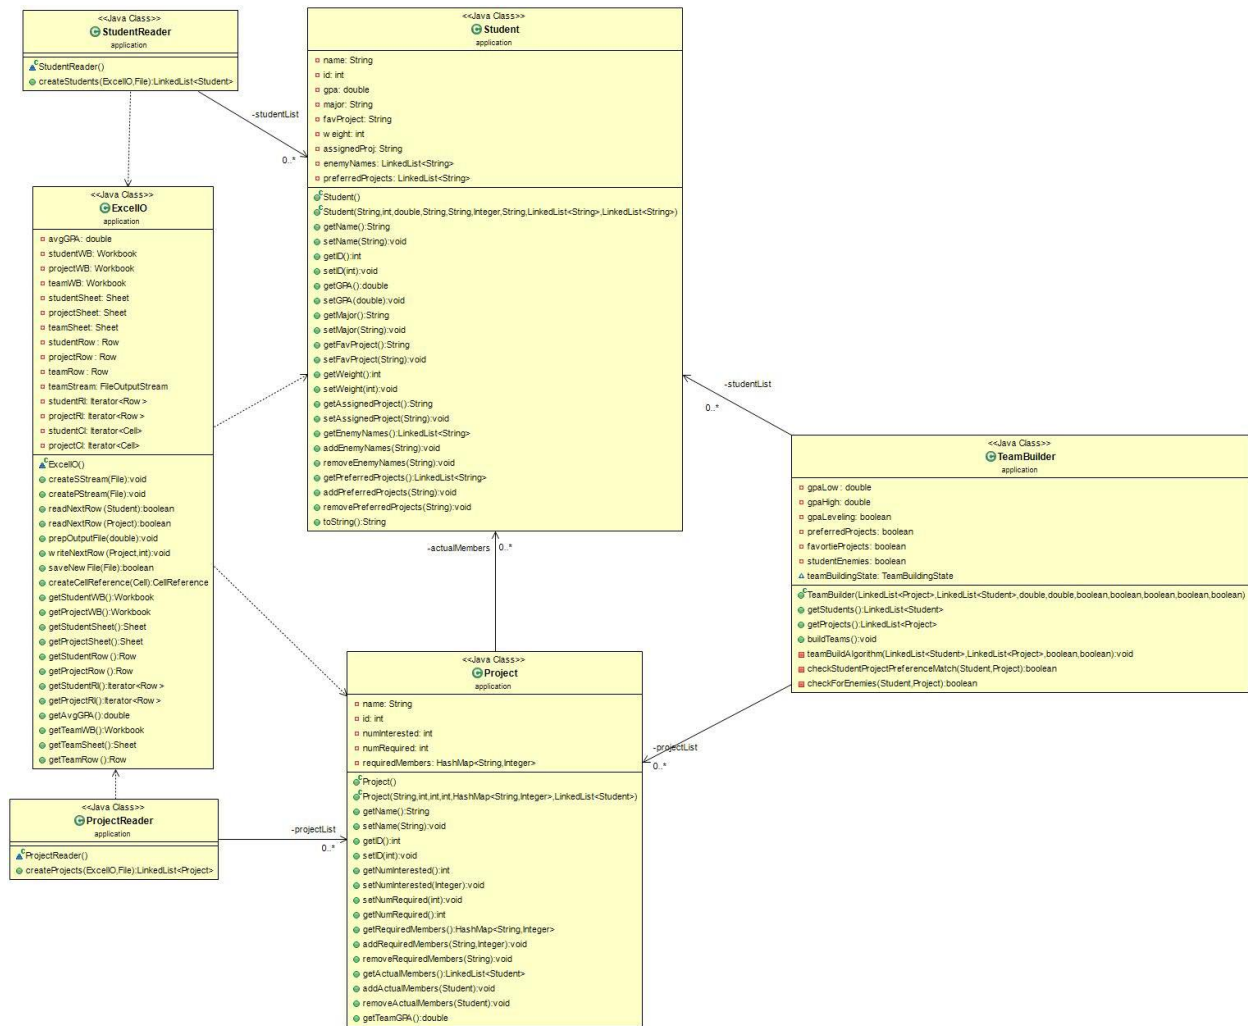 <<Java Class>>
StudentReader
application
StudentReader()
createStudents(ExcelIO,File):LinkedList<Student>
-studentList
0..*
<<Java Class>>
Student
application
name: String
id: int
gpa: double
major: String
favProject: String
weight: int
assignedProj: String
enemyNames: LinkedList<String>
preferredProjects: LinkedList<String>
Student()
Student(String,int,double,String,String,Integer,String,LinkedList<String>,LinkedList<String>)
getName():String
setName(String):void
getID():int
setID(int):void
getGPA():double
setGPA(double):void
getMajor():String
setMajor(String):void
getFavProject():String
setFavProject(String):void
getWeight():int
setWeight(int):void
getAssignedProject():String
setAssignedProject(String):void
getEnemyNames():LinkedList<String>
addEnemyNames(String):void
removeEnemyNames(String):void
getPreferredProjects():LinkedList<String>
addPreferredProjects(String):void
removePreferredProjects(String):void
toString():String
<<Java Class>>
ExcelIO
application
avgGPA: double
studentWB: Workbook
projectWB: Workbook
teamWB: Workbook
studentSheet: Sheet
projectSheet: Sheet
teamSheet: Sheet
studentRow: Row
projectRow: Row
teamRow: Row
teamStream: FileOutputStream
studentRI: Iterator<Row>
projectRI: Iterator<Row>
studentCI: Iterator<Cell>
projectCI: Iterator<Cell>
ExcelIO()
createSStream(File):void
createPStream(File):void
readNextRow(Student):boolean
readNextRow(Project):boolean
prepOutputFile(double):void
writeNextRow(Project,int):void
saveNewFile(File):boolean
createCellReference(Cell):CellReference
getStudentWB():Workbook
getProjectWB():Workbook
getStudentSheet():Sheet
getProjectSheet():Sheet
getStudentRow():Row
getProjectRow():Row
getStudentRI():Iterator<Row>
getProjectRI():Iterator<Row>
getAvgGPA():double
getTeamWB():Workbook
getTeamSheet():Sheet
getTeamRow():Row
-studentList
0..*
<<Java Class>>
TeamBuilder
application
gpaLow: double
gpaHigh: double
gpaLeveling: boolean
preferredProjects: boolean
favortieProjects: boolean
studentEnemies: boolean
teamBuildingState: TeamBuildingState
TeamBuilder(LinkedList<Project>,LinkedList<Student>,double,double,boolean,boolean,boolean,boolean,boolean)
getStudents():LinkedList<Student>
getProjects():LinkedList<Project>
buildTeams():void
teamBuildAlgorithm(LinkedList<Student>,LinkedList<Project>,boolean,boolean):void
checkStudentProjectPreferenceMatch(Student,Project):boolean
checkForEnemies(Student,Project):boolean
-actualMembers 0..*
-projectList
0..*
<<Java Class>>
Project
application
name: String
id: int
numInterested: int
numRequired: int
requiredMembers: HashMap<String,Integer>
Project()
Project(String,int,int,int,HashMap<String,Integer>,LinkedList<Student>)
getName():String
setName(String):void
getID():int
setID(int):void
getNumInterested():int
setNumInterested(Integer):void
setNumRequired(int):void
getNumRequired():int
getRequiredMembers():HashMap<String,Integer>
addRequiredMembers(String,Integer):void
removeRequiredMembers(String):void
getActualMembers():LinkedList<Student>
addActualMembers(Student):void
removeActualMembers(Student):void
getTeamGPA():double
<<Java Class>>
ProjectReader
application
ProjectReader()
createProjects(ExcelIO,File):LinkedList<Project>
-projectList
0..*